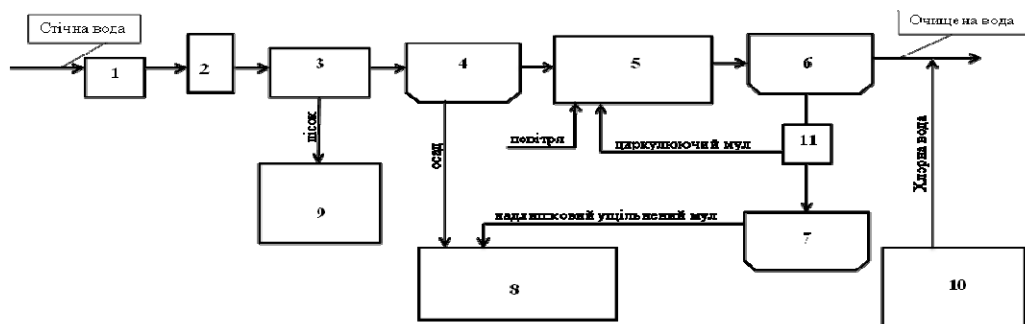 Стічна вода
Очищена вода
1
2
3
4
5
6
пісок
осад
повітря
циркулюючий мул
11
Хлорна вода
9
надлишковий ущільнений мул
7
8
10